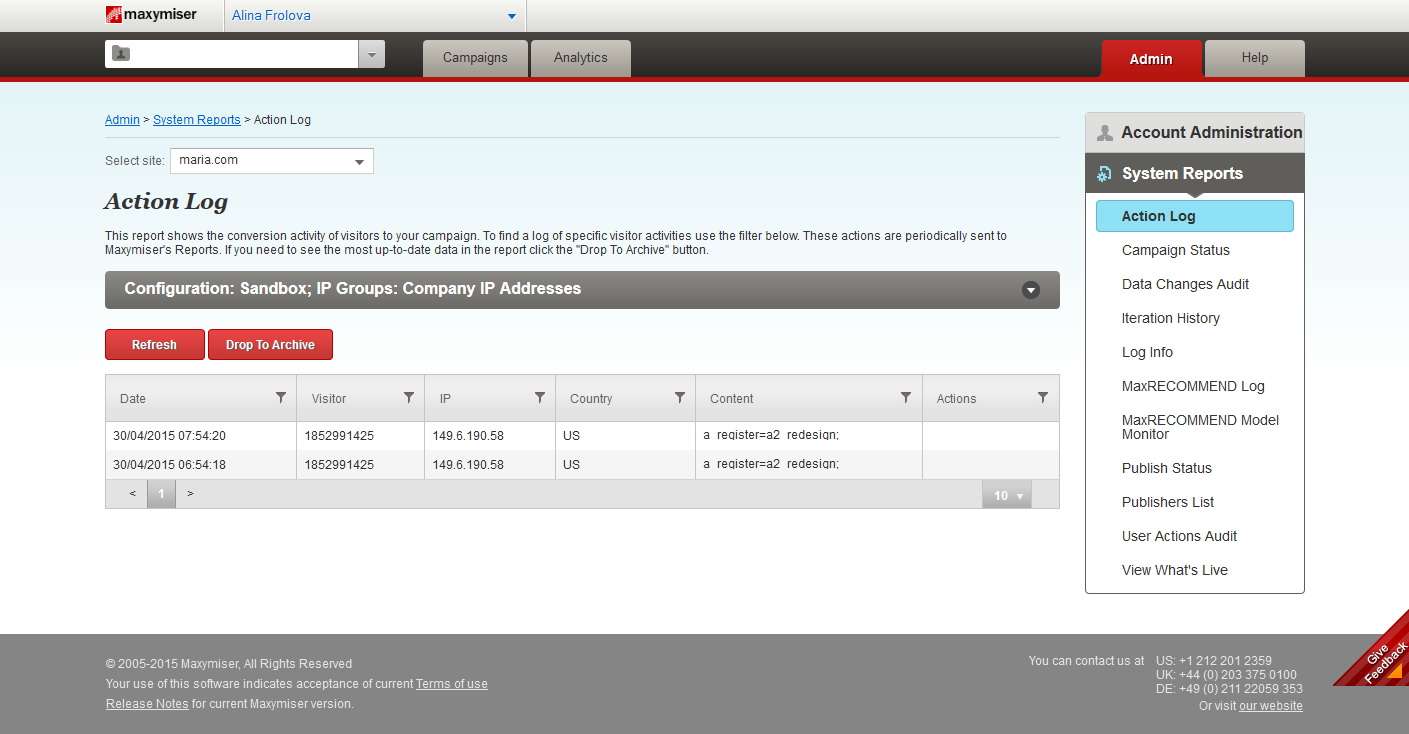 maxymiser
Alina Frolova
Campaigns
Analytics
Admin
Help
Admin > System Reports > Action Log
Select site: maria.com
Action Log
This report shows the conversion activity of visitors to your campaign. To find a log of specific visitor activities use the filter below. These actions are periodically sent to
Maxymiser's Reports. If you need to see the most up-to-date data in the report click the "Drop To Archive" button.
Configuration: Sandbox; IP Groups: Company IP Addresses
Refresh
Drop To Archive
Date Visitor IP Country Content Actions
30/04/2015 07:54:20 1852991425 149.6.190.58 US a_register=a2_redesign;
30/04/2015 06:54:18 1852991425 149.6.190.58 US a_register=a2_redesign;
< 1 > 10
Account Administration
System Reports
Action Log
Campaign Status
Data Changes Audit
Iteration History
Log Info
MaxRECOMMEND Log
MaxRECOMMEND Model
Monitor
Publish Status
Publishers List
User Actions Audit
View What's Live
© 2005-2015 Maxymiser, All Rights Reserved
Your use of this software indicates acceptance of current Terms of use
Release Notes for current Maxymiser version.
You can contact us at US: +1 212 201 2359
UK: +44 (0) 203 375 0100
DE: +49 (0) 211 22059 353
Or visit our website
Give
Feedback